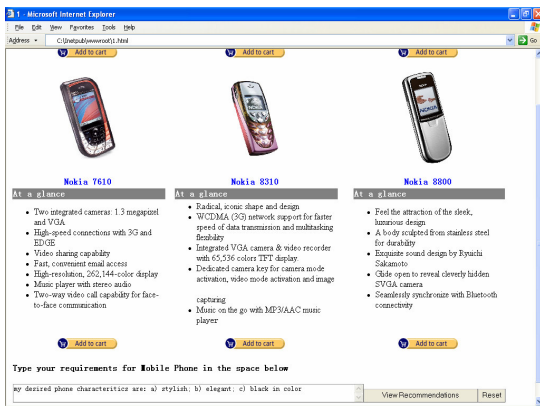 1 - Microsoft Internet Explorer
File Edit View Favorites Tools Help
Address C:\Inetpub\wwwroot\1.html Go
Add to cart Add to cart Add to cart
Nokia 7610 Nokia 8310 Nokia 8800
At a glance At a glance At a glance
Two integrated cameras: 1.3 megapixel
and VGA
High-speed connections with 3G and
EDGE
Video sharing capability
Fast, convenient email access
High-resolution, 262,144-color display
Music player with stereo audio
Two-way video call capability for face-
to-face communication
Radical, iconic shape and design
WCDMA (3G) network support for faster
speed of data transmission and multitasking
flexibility
Integrated VGA camera & video recorder
with 65,536 colors TFT display.
Dedicated camera key for camera mode
activation, video mode activation and image
capturing
Music on the go with MP3/AAC music
player
Feel the attraction of the sleek,
luxurious design
A body sculpted from stainless steel
for durability
Exquisite sound design by Ryuichi
Sakamoto
Glide open to reveal cleverly hidden
SVGA camera
Seamlessly synchronize with Bluetooth
connectivity
Add to cart Add to cart Add to cart
Type your requirements for Mobile Phone in the space below
my desired phone characteritics are: a) stylish; b) elegant; c) black in color
View Recommendations Reset